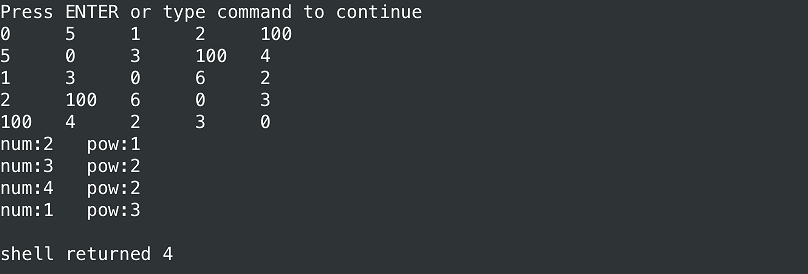 Press ENTER or type command to continue
0 5 1 2 100
5 0 3 100 4
1 3 0 6 2
2 100 6 0 3
100 4 2 3 0
num:2 pow:1
num:3 pow:2
num:4 pow:2
num:1 pow:3
shell returned 4